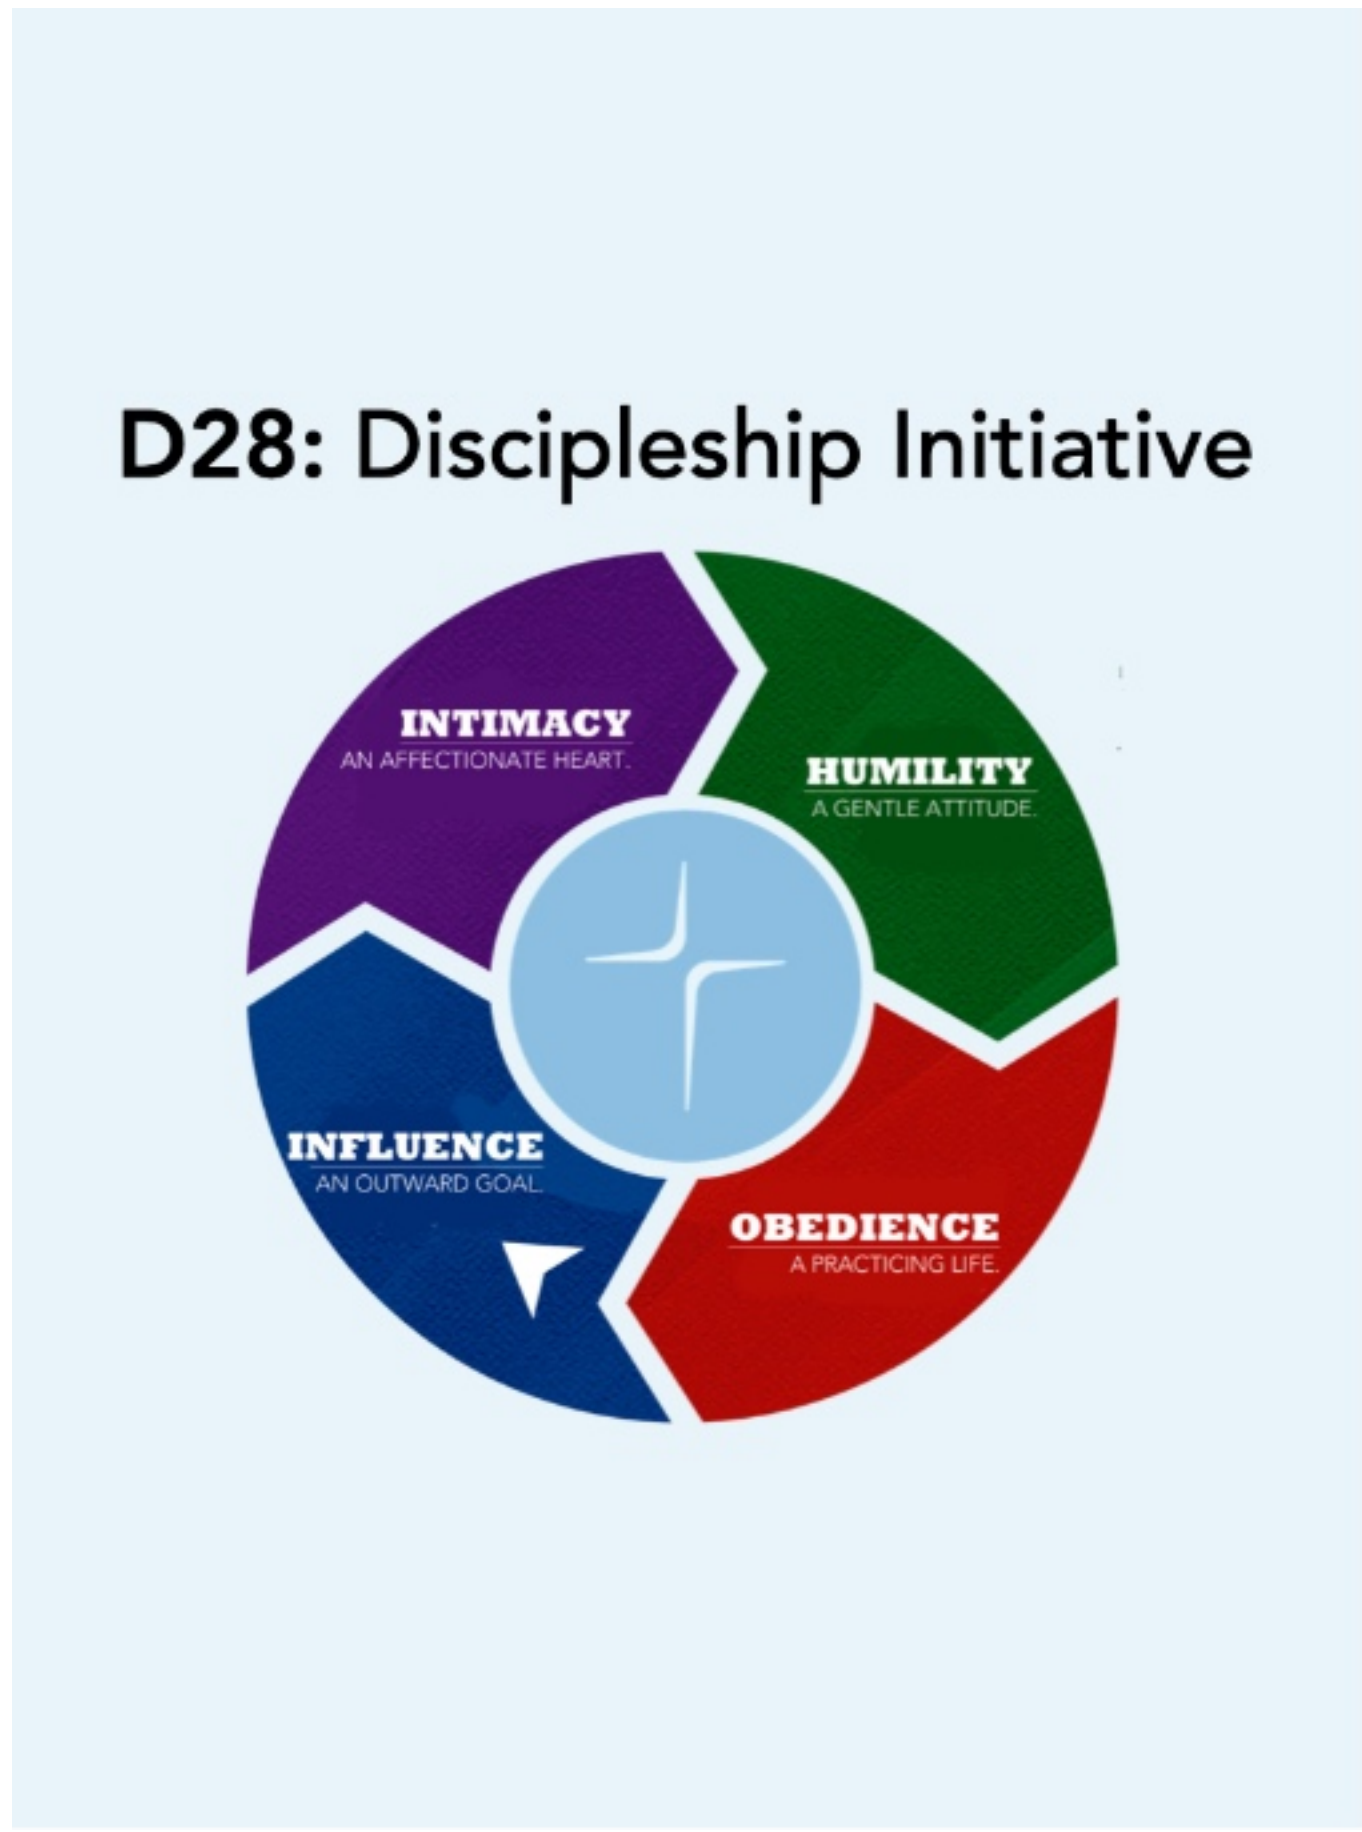 D28: Discipleship Initiative
INTIMACY
AN AFFECTIONATE HEART.
HUMILITY
A GENTLE ATTITUDE.
INFLUENCE
AN OUTWARD GOAL.
OBEDIENCE
A PRACTICING LIFE.